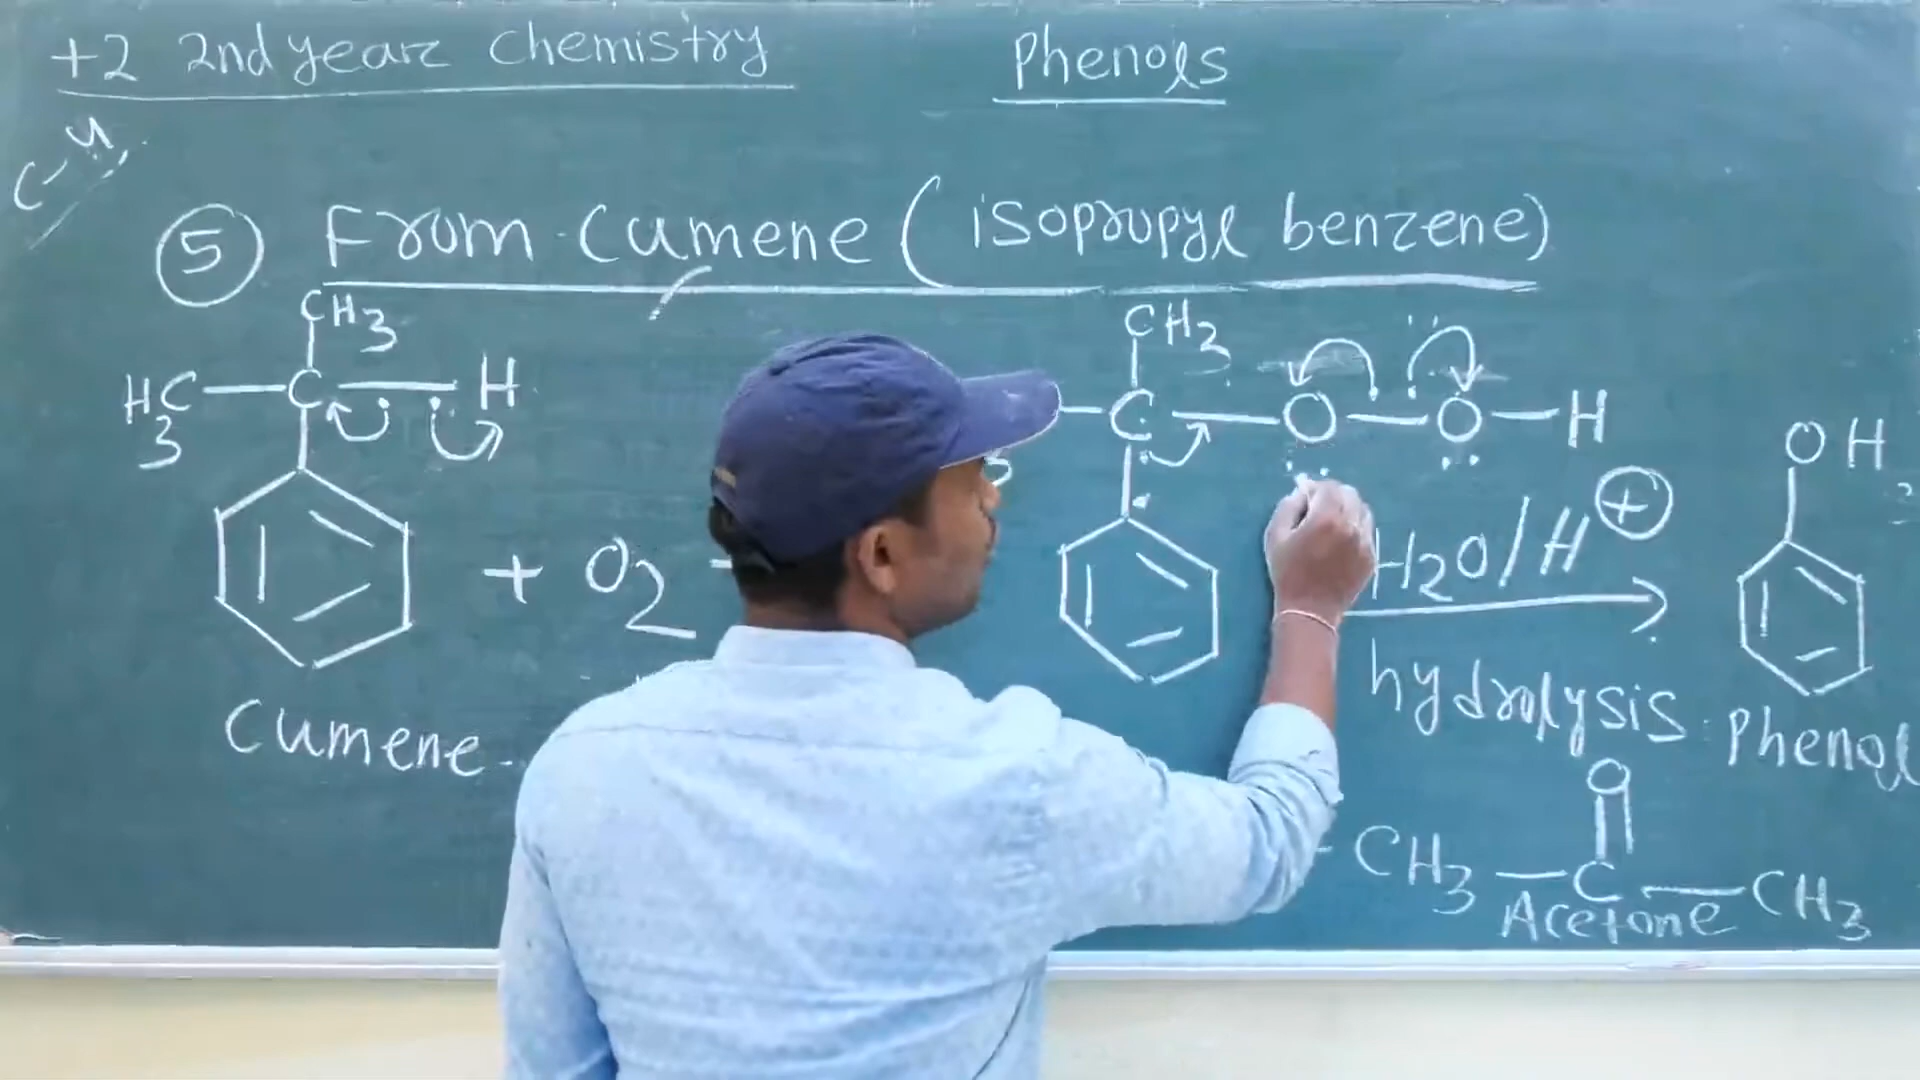 +2 2nd year chemistry
Phenols
C-H
5 From Cumene (isopropyl benzene)
CH3
H3C — C — H
+ O2
Cumene
CH3
— C — O — O — H
3
H2O/H⊕
hydrolysis
OH
Phenol
O
CH3 — C — CH3
Acetone